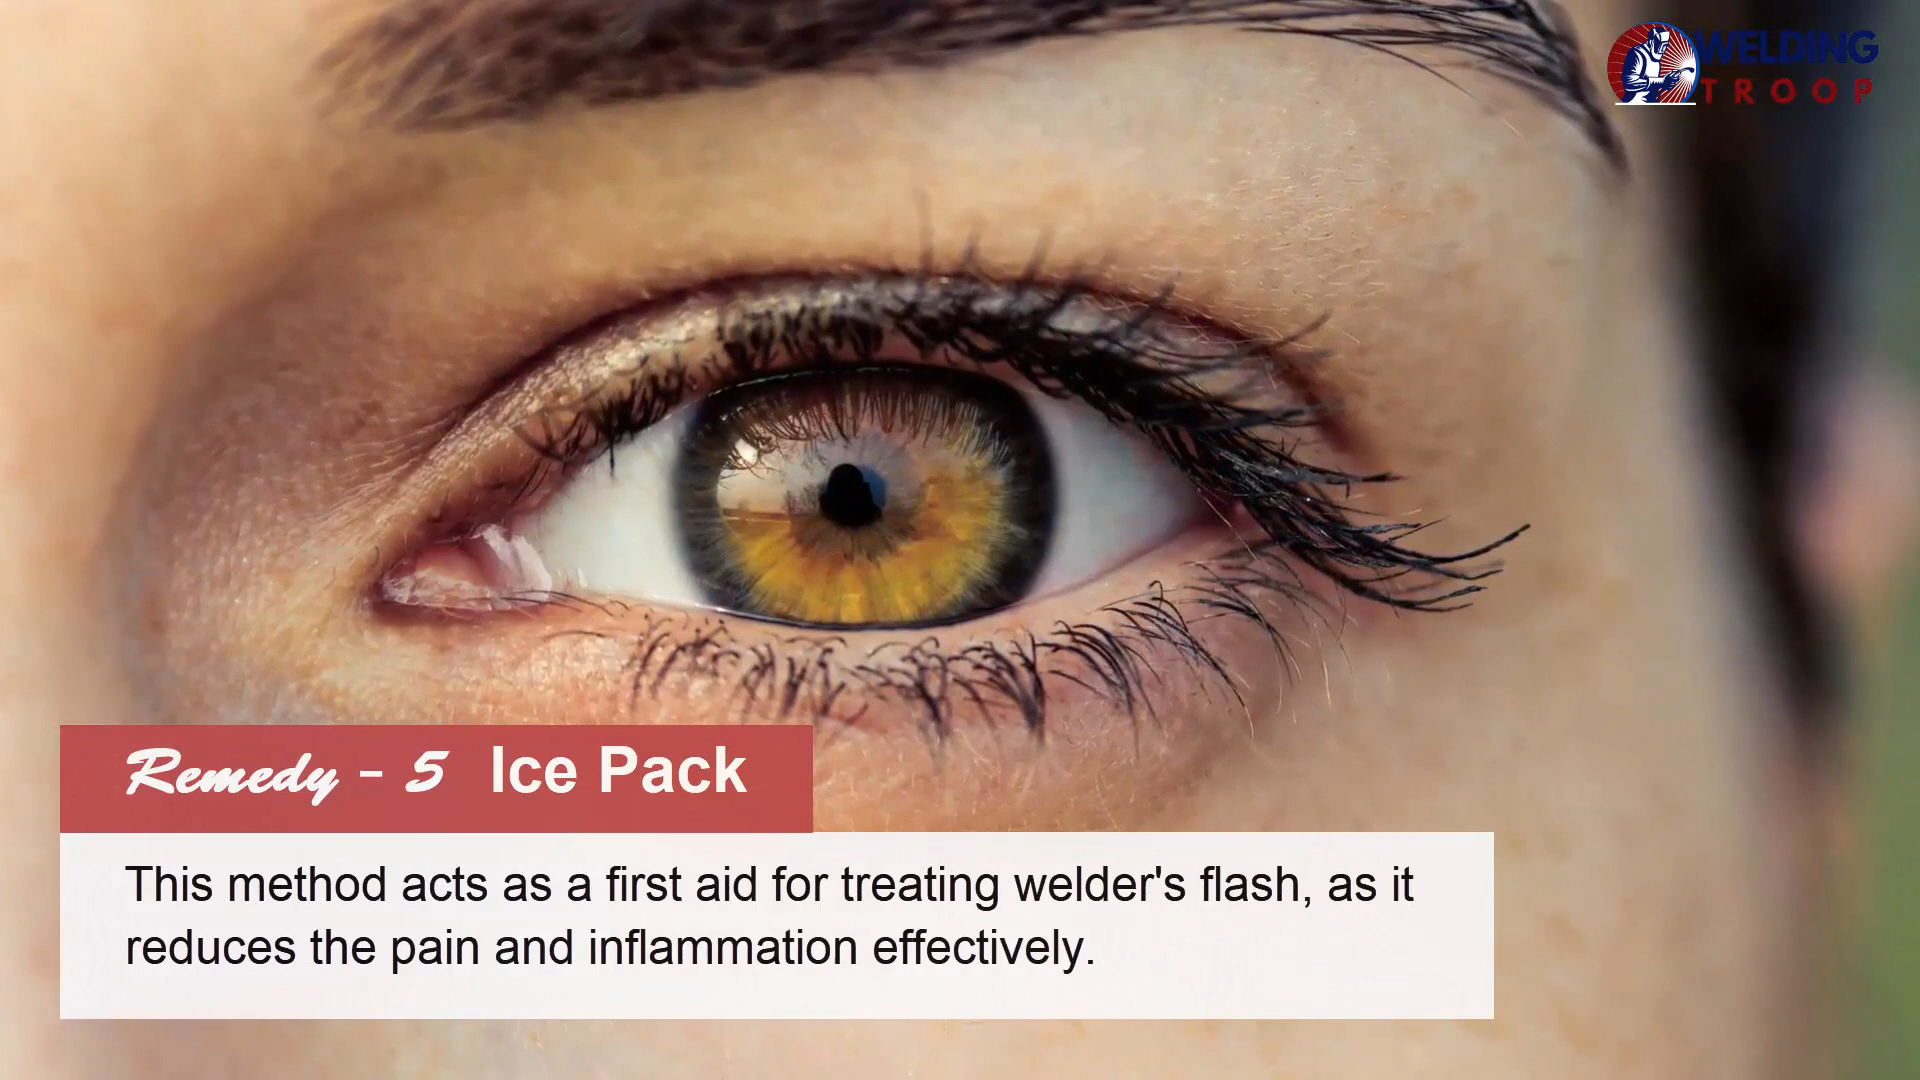 WELDING
TROOP
Remedy - 5 Ice Pack
This method acts as a first aid for treating welder's flash, as it
reduces the pain and inflammation effectively.